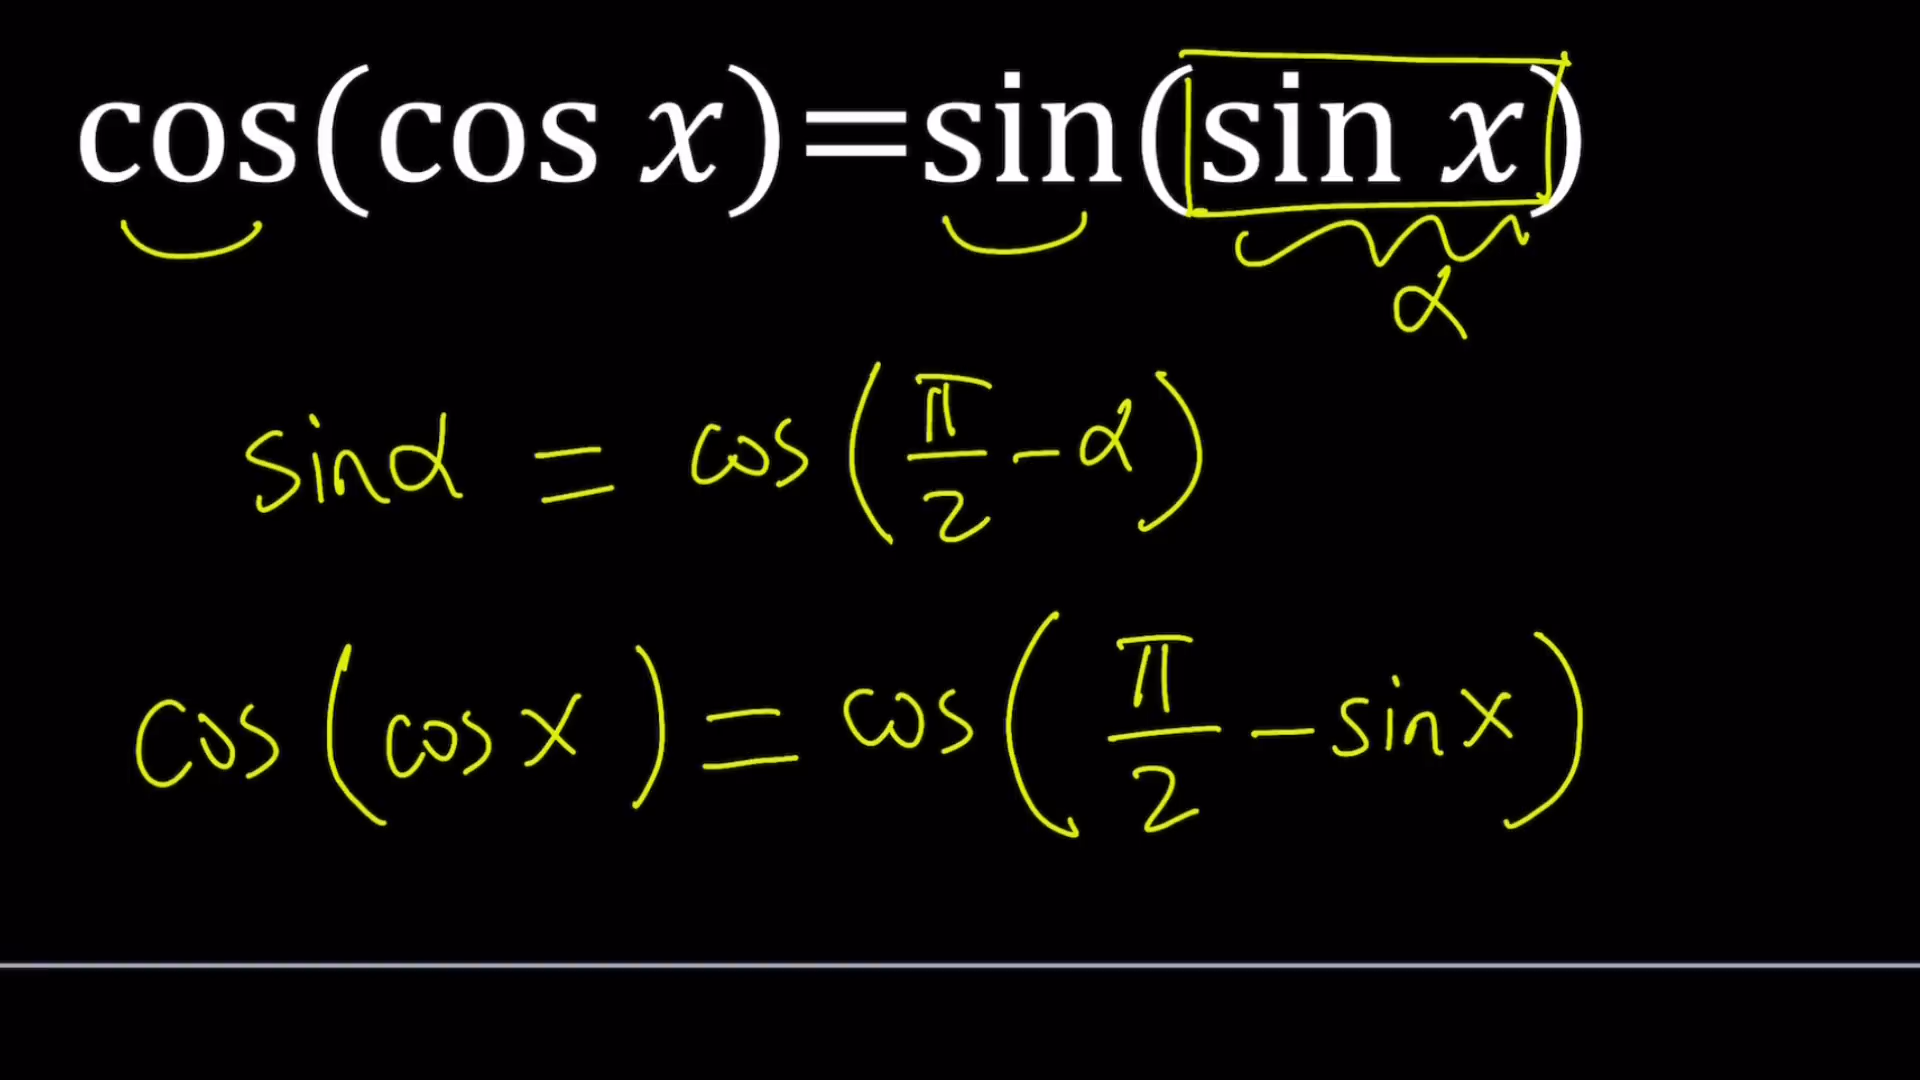 cos(cos x)=sin(sin x)
α
sinα = cos(π/2 - α)
cos(cos x) = cos(π/2 - sin x)